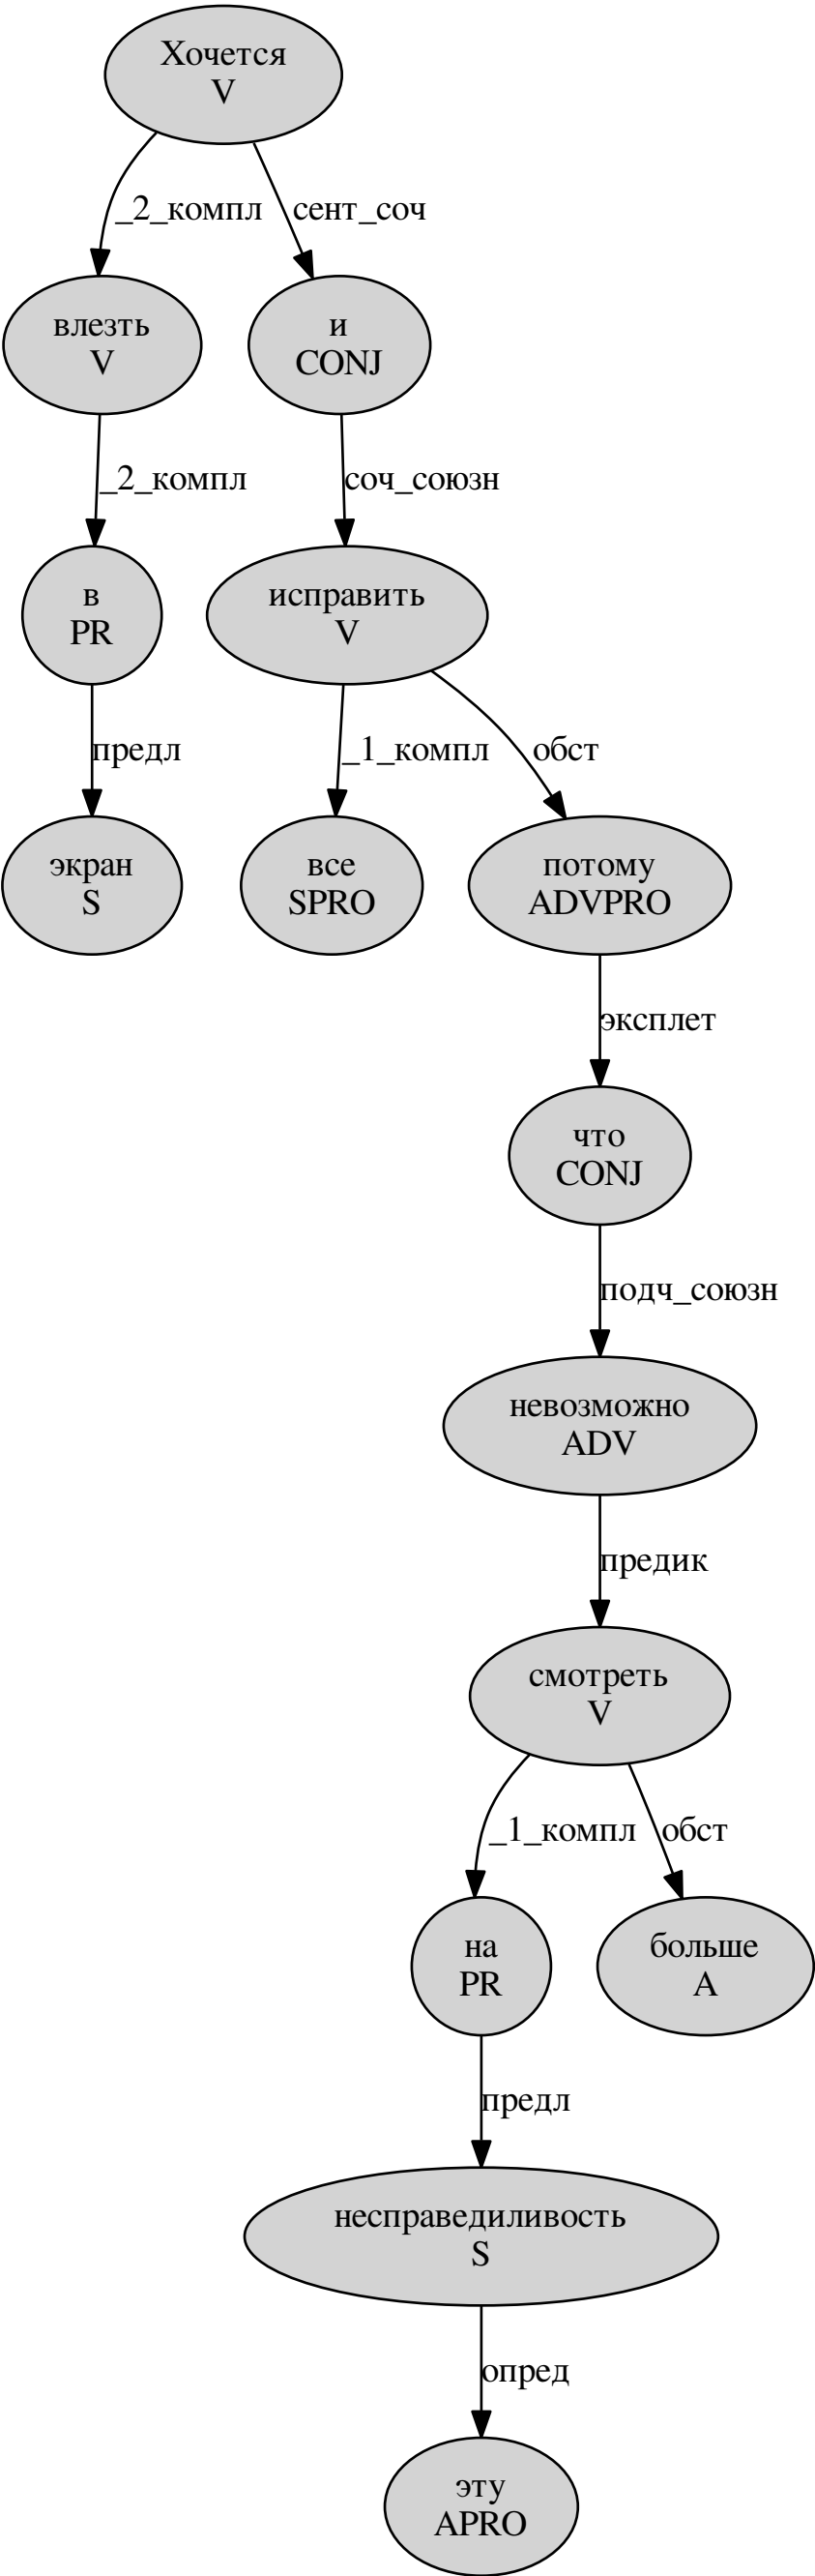 Хочется
V
_2_компл
сент_соч
влезть
V
и
CONJ
_2_компл
соч_союзн
в
PR
исправить
V
предл
_1_компл
обст
экран
S
все
SPRO
потому
ADVPRO
эксплет
что
CONJ
подч_союзн
невозможно
ADV
предик
смотреть
V
_1_компл
обст
на
PR
больше
A
предл
несправедиливость
S
опред
эту
APRO